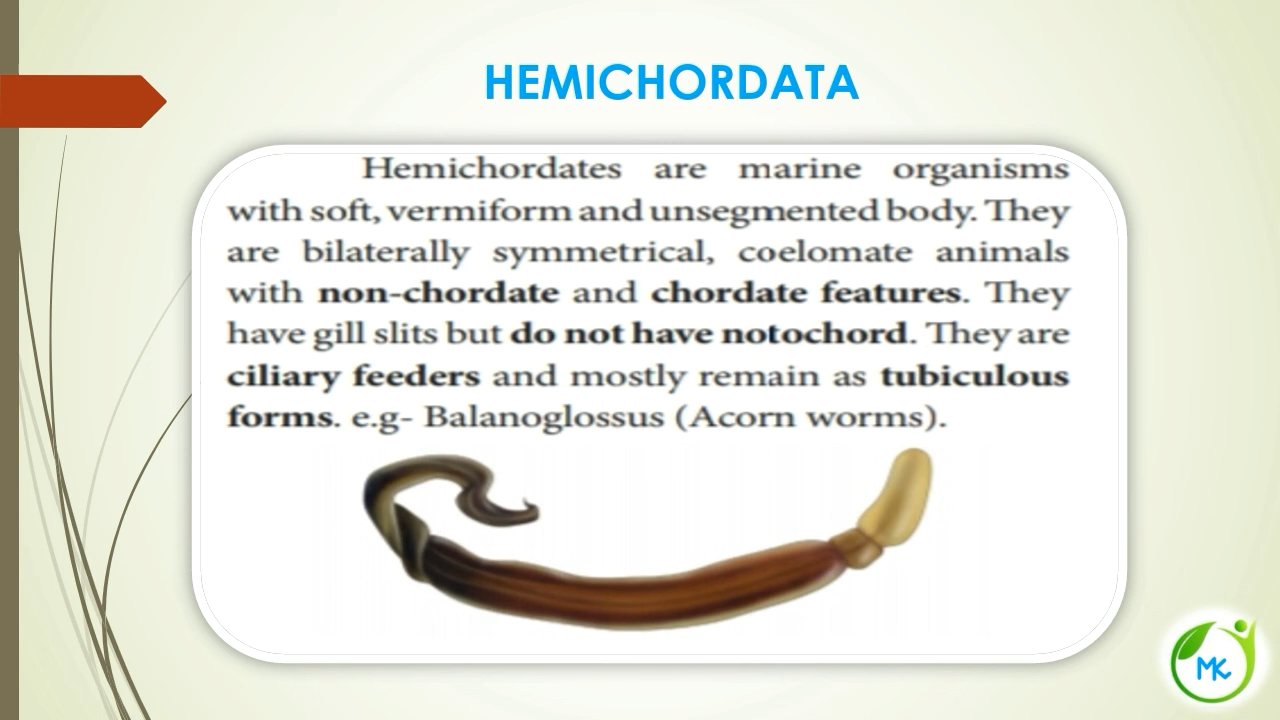 HEMICHORDATA
Hemichordates are marine organisms
with soft, vermiform and unsegmented body. They
are bilaterally symmetrical, coelomate animals
with non-chordate and chordate features. They
have gill slits but do not have notochord. They are
ciliary feeders and mostly remain as tubiculous
forms. e.g- Balanoglossus (Acorn worms).
MK